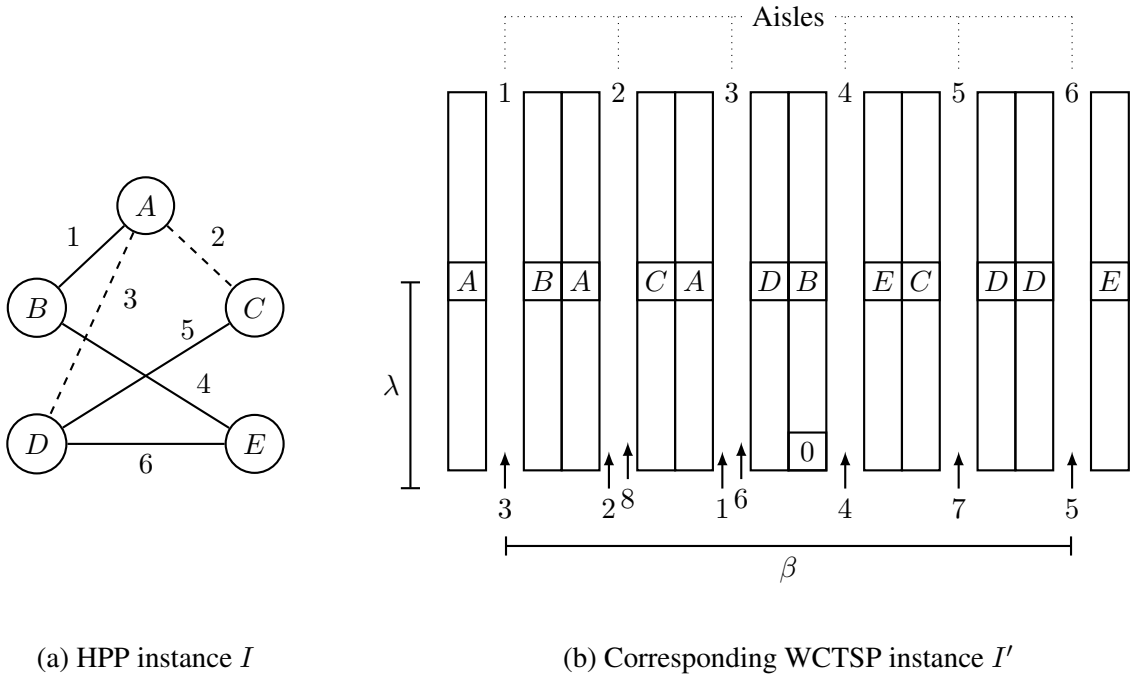 Aisles
1 2 3 4 5 6
A
1 2
B 3 C
5
4
D E
6
A B A C A D B E C D D E
λ
0
3 2 8 1 6 4 7 5
β
(a) HPP instance I
(b) Corresponding WCTSP instance I′